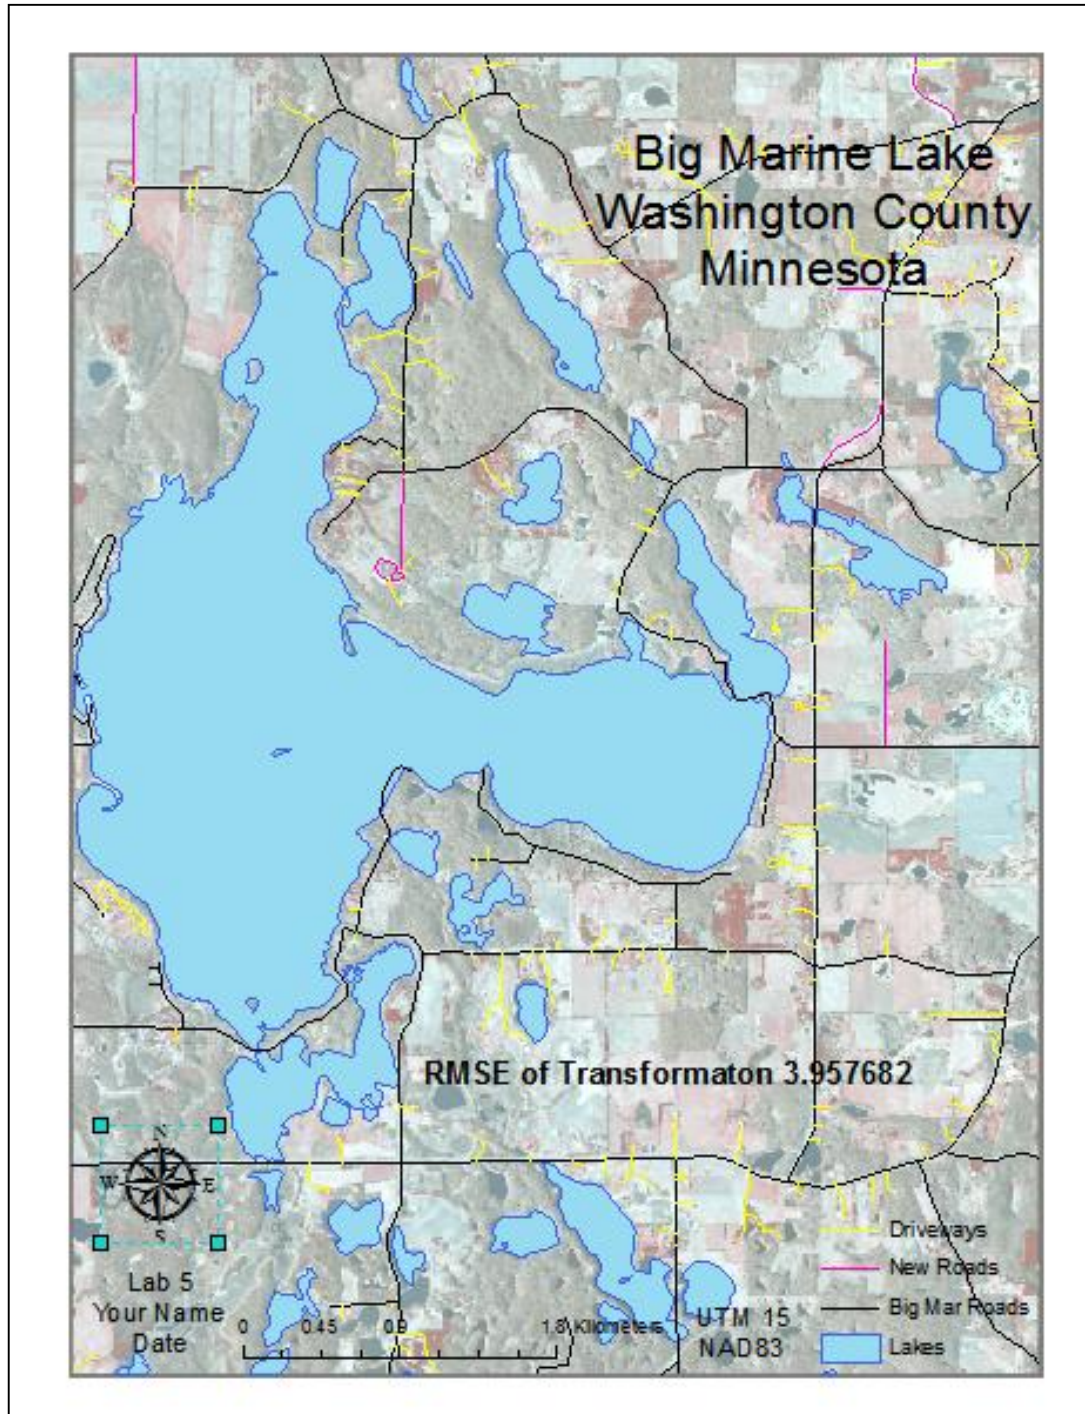 Big Marine Lake
Washington County
Minnesota
RMSE of Transformaton 3.957682
N
W
E
S
Lab 5
Your Name
Date
0 0.45 0.9 1.8 Kilometers
UTM 15
NAD83
Driveways
New Roads
Big Mar Roads
Lakes